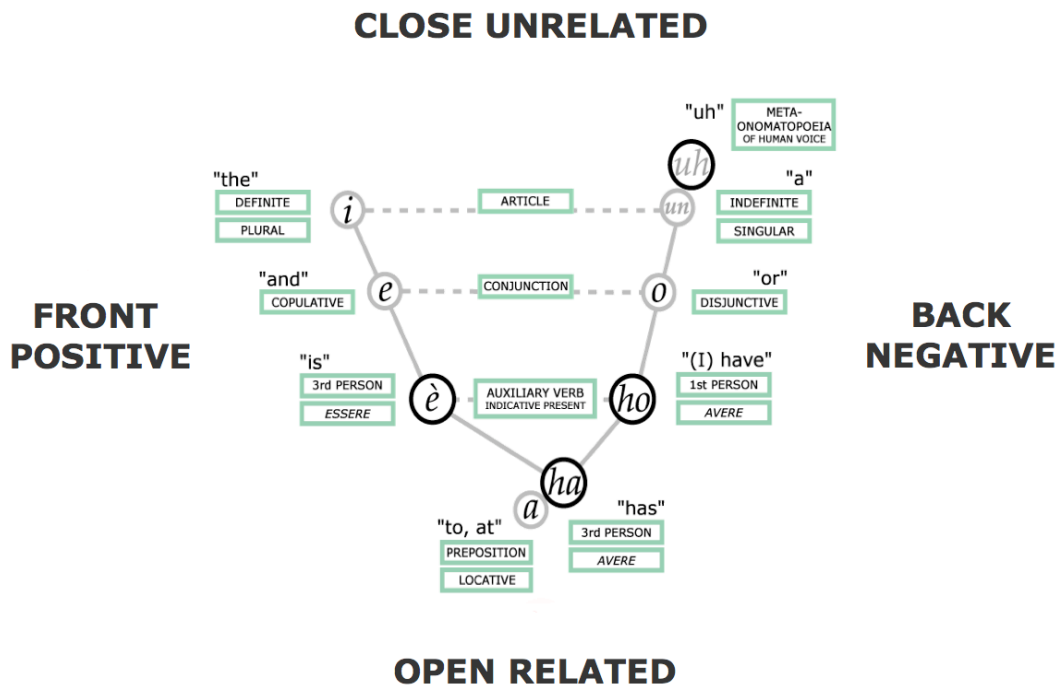 CLOSE UNRELATED
"uh"
META-
ONOMATOPOEIA
OF HUMAN VOICE
uh
"the"
DEFINITE
PLURAL
i
ARTICLE
un
"a"
INDEFINITE
SINGULAR
"and"
COPULATIVE
e
CONJUNCTION
o
"or"
DISJUNCTIVE
FRONT
POSITIVE
BACK
NEGATIVE
"is"
3rd PERSON
ESSERE
è
AUXILIARY VERB
INDICATIVE PRESENT
ho
"(I) have"
1st PERSON
AVERE
ha
a
"to, at"
PREPOSITION
LOCATIVE
"has"
3rd PERSON
AVERE
OPEN RELATED